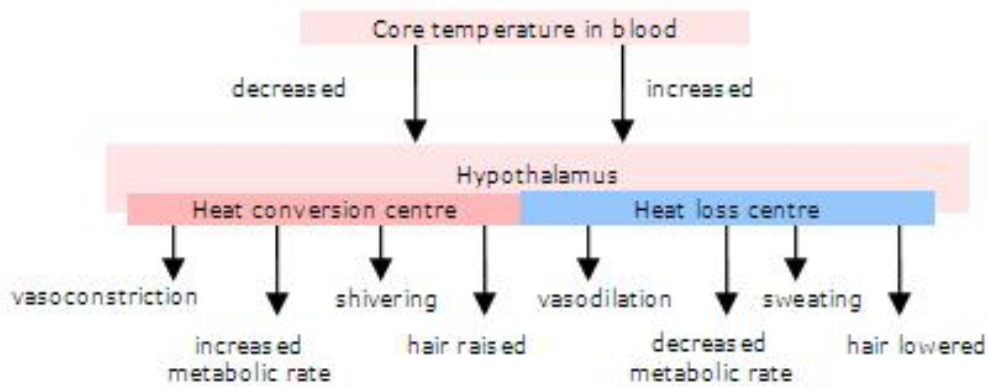 Core temperature in blood
decreased
increased
Hypothalamus
Heat conversion centre
Heat loss centre
vasoconstriction
shivering
vasodilation
sweating
increased
metabolic rate
hair raised
decreased
metabolic rate
hair lowered